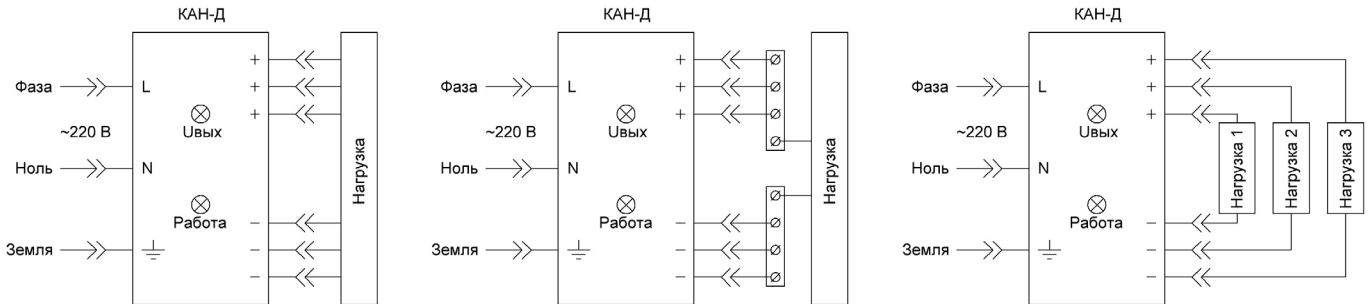 КАН-Д
Фаза
L
+
+
+
~220 В
Uвых
Ноль
N
Работа
Земля
−
−
−
Нагрузка
КАН-Д
Фаза
L
+
+
+
~220 В
Uвых
Ноль
N
Работа
Земля
−
−
−
Нагрузка
КАН-Д
Фаза
L
+
+
+
~220 В
Uвых
Ноль
N
Работа
Земля
−
−
−
Нагрузка 1
Нагрузка 2
Нагрузка 3